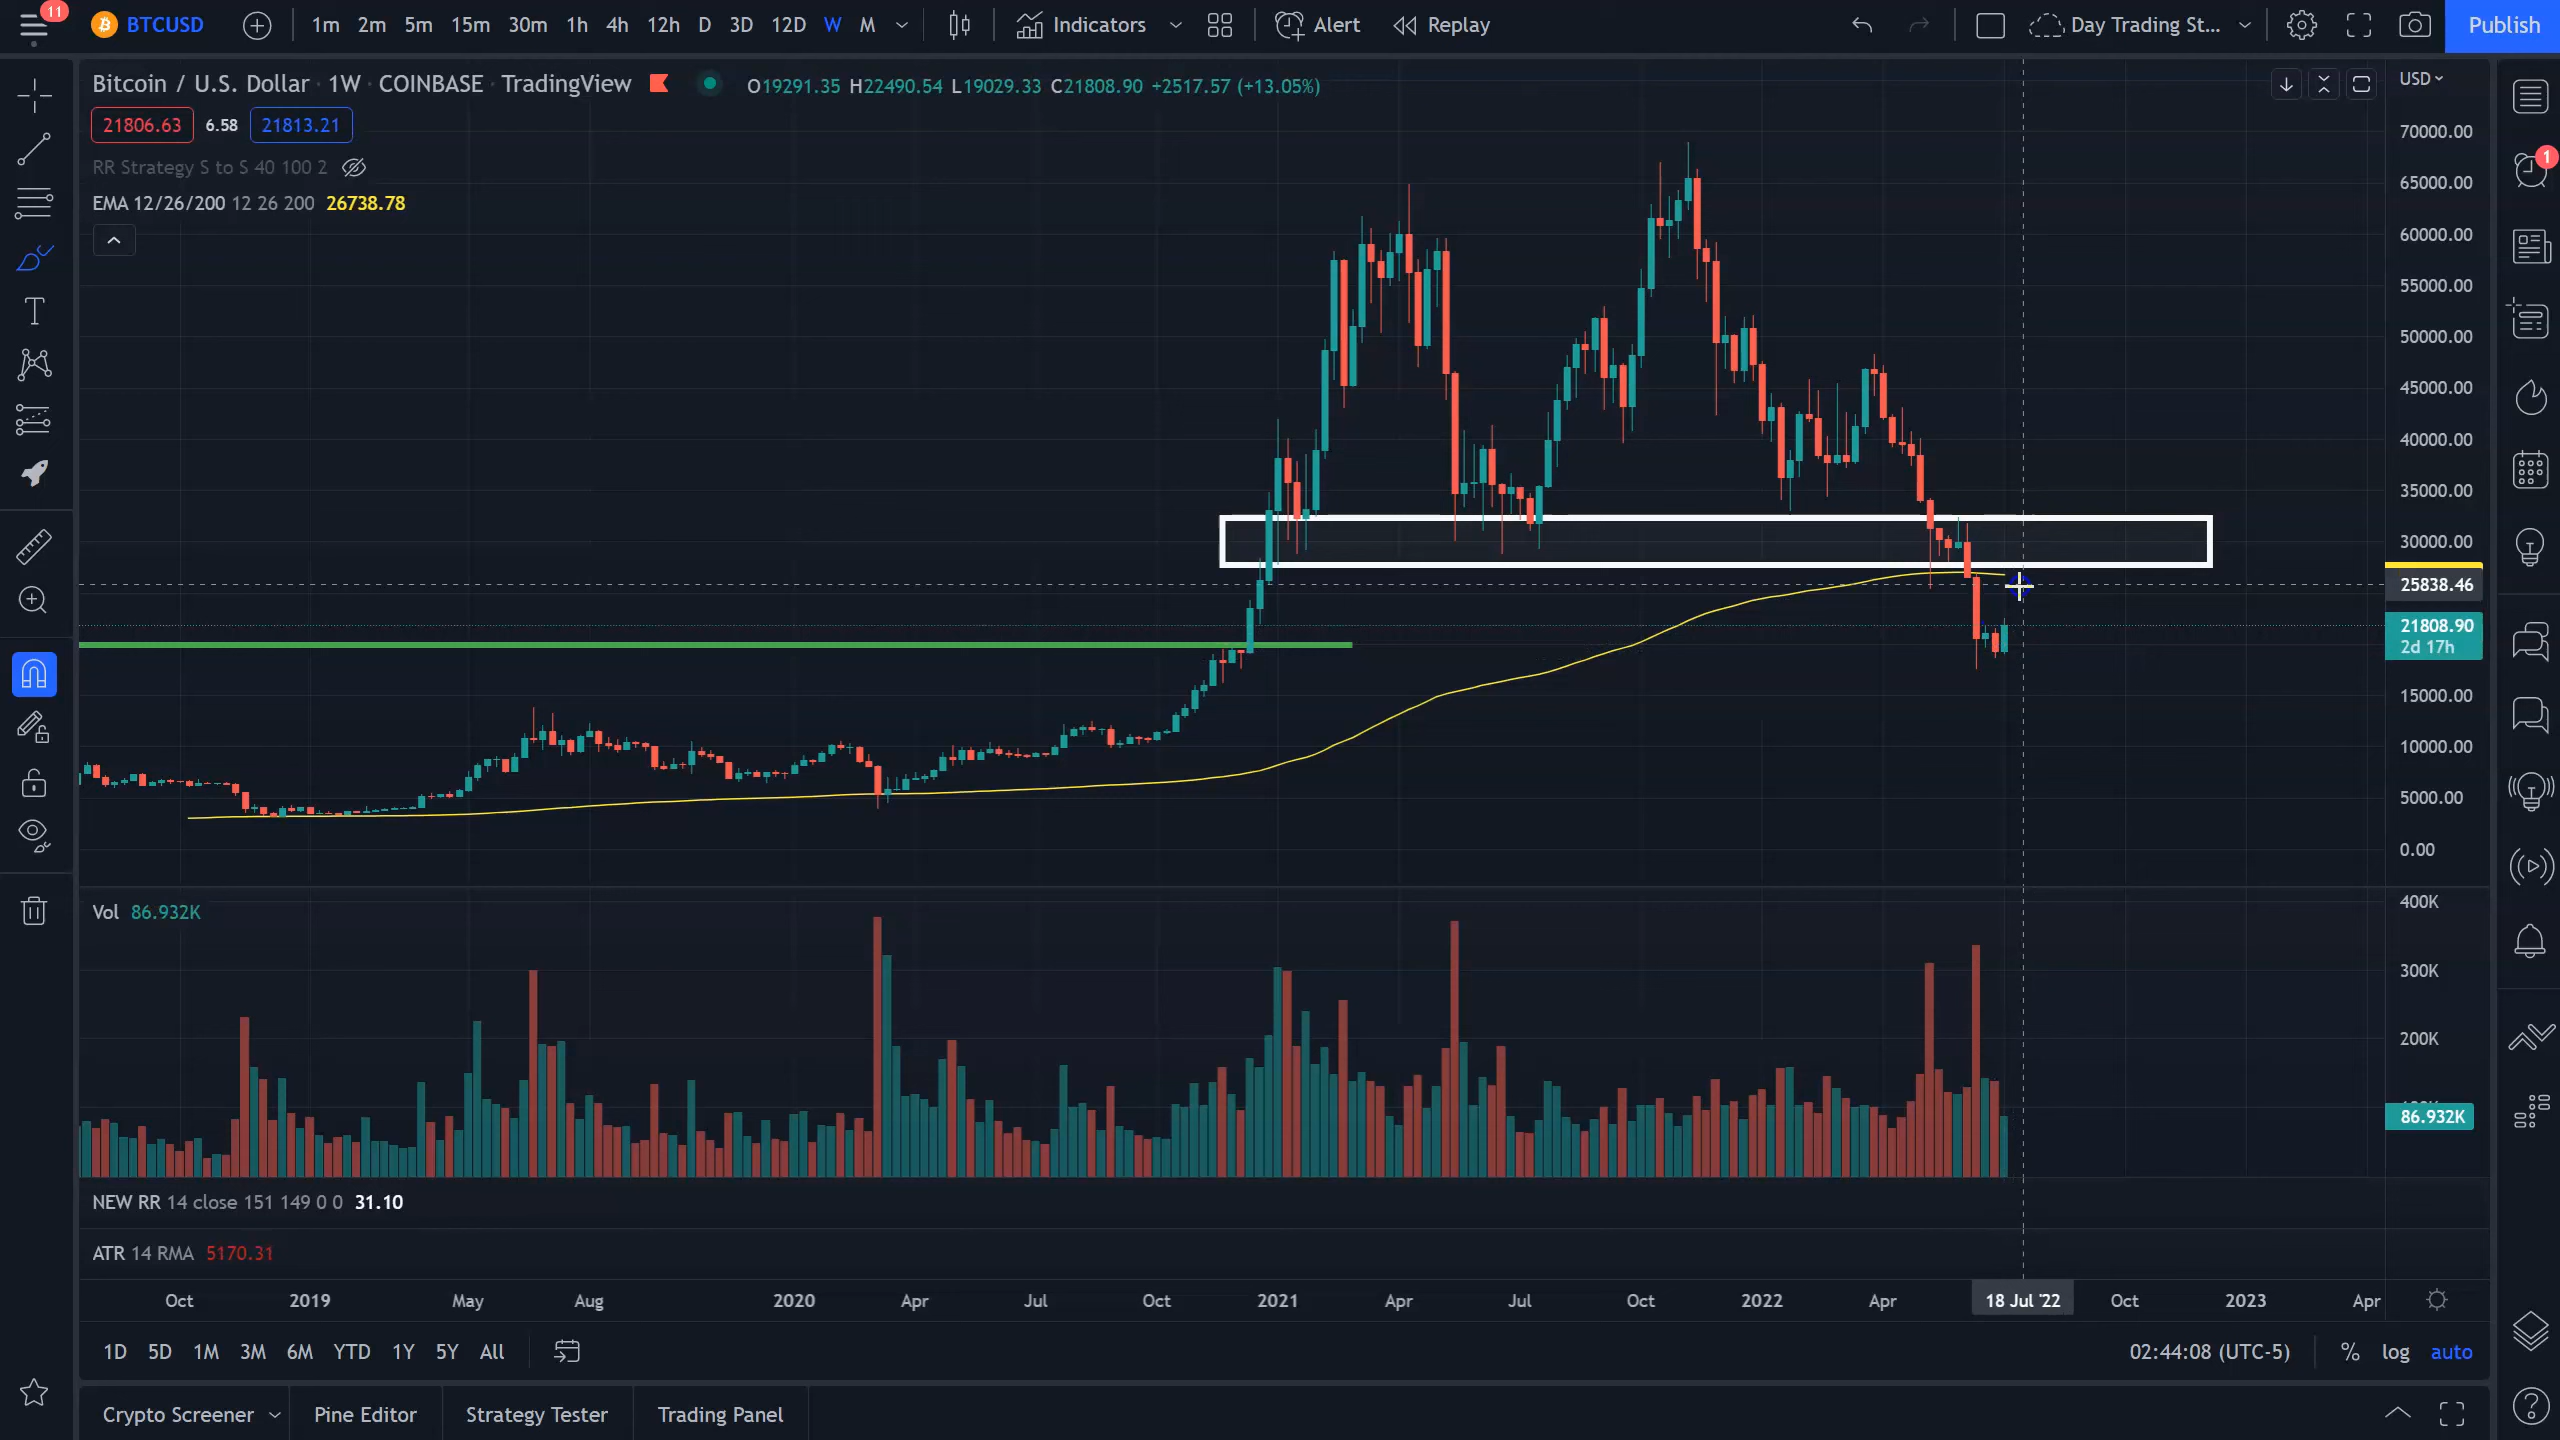 11
BTCUSD 1m 2m 5m 15m 30m 1h 4h 12h D 3D 12D W M Indicators Alert Replay Day Trading St... Publish
Bitcoin / U.S. Dollar · 1W · COINBASE · TradingView O19291.35 H22490.54 L19029.33 C21808.90 +2517.57 (+13.05%) USD
21806.63 6.58 21813.21
RR Strategy S to S 40 100 2
EMA 12/26/200 12 26 200 26738.78
70000.00
1
65000.00
60000.00
55000.00
50000.00
45000.00
40000.00
35000.00
30000.00
25838.46
21808.90
2d 17h
15000.00
10000.00
5000.00
0.00
Vol 86.932K
400K
300K
200K
86.932K
NEW RR 14 close 151 149 0 0 31.10
ATR 14 RMA 5170.31
Oct 2019 May Aug 2020 Apr Jul Oct 2021 Apr Jul Oct 2022 Apr 18 Jul '22 Oct 2023 Apr
1D 5D 1M 3M 6M YTD 1Y 5Y All 02:44:08 (UTC-5) % log auto
Crypto Screener Pine Editor Strategy Tester Trading Panel